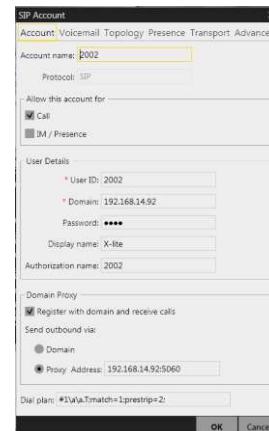 SIP Account
Account Voicemail Topology Presence Transport Advance
Account name: 2002
Protocol: SIP
Allow this account for
Call
IM / Presence
User Details
* User ID: 2002
* Domain: 192.168.14.92
Password: ••••
Display name: X-lite
Authorization name: 2002
Domain Proxy
Register with domain and receive calls
Send outbound via:
Domain
Proxy Address: 192.168.14.92:5060
Dial plan: #1\a\a.T;match=1;prestrip=2;
OK Cance